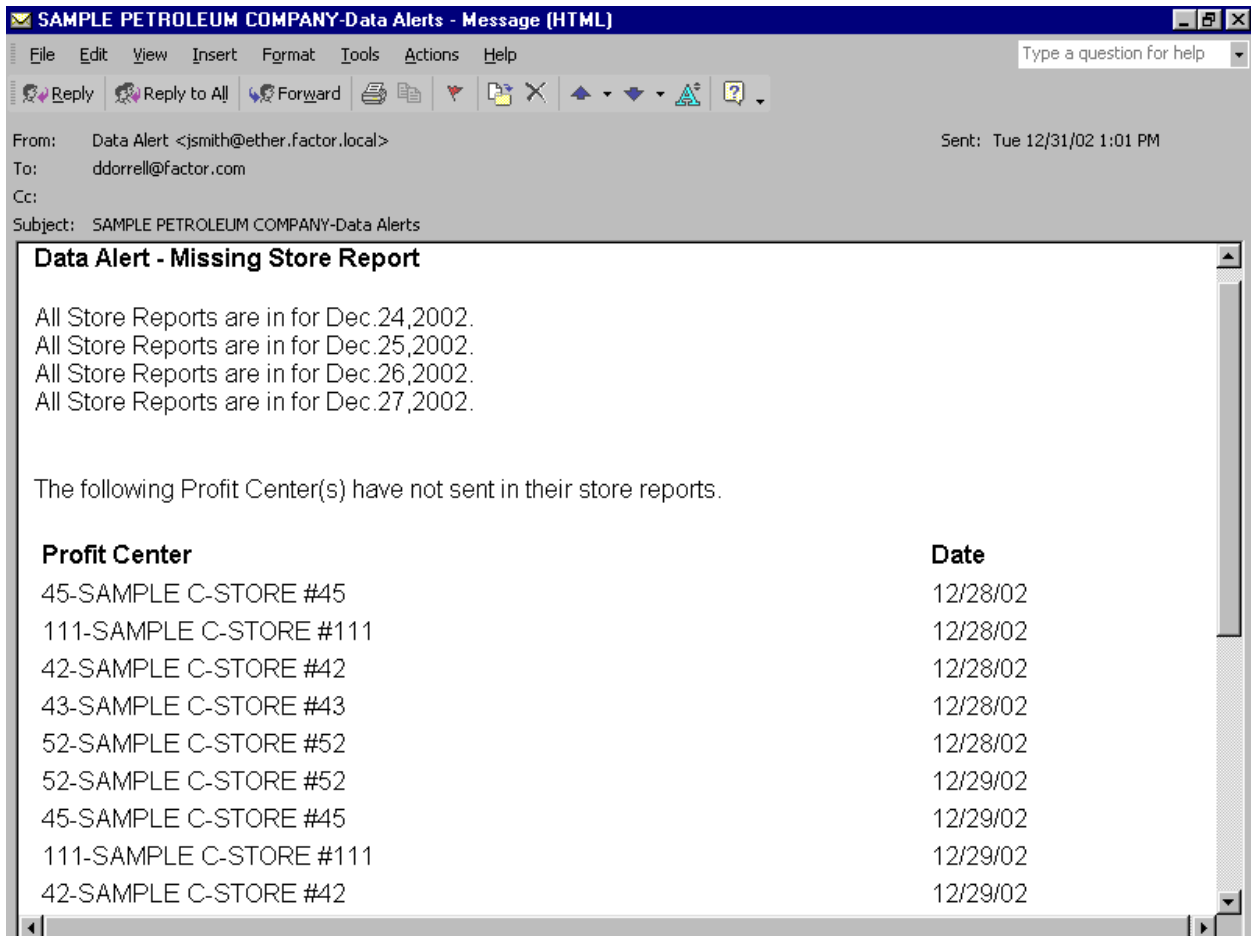 SAMPLE PETROLEUM COMPANY-Data Alerts - Message (HTML)
File Edit View Insert Format Tools Actions Help Type a question for help
Reply Reply to All Forward
From: Data Alert <jsmith@ether.factor.local> Sent: Tue 12/31/02 1:01 PM
To: ddorrell@factor.com
Cc:
Subject: SAMPLE PETROLEUM COMPANY-Data Alerts
Data Alert - Missing Store Report
All Store Reports are in for Dec.24,2002.
All Store Reports are in for Dec.25,2002.
All Store Reports are in for Dec.26,2002.
All Store Reports are in for Dec.27,2002.
The following Profit Center(s) have not sent in their store reports.
Profit Center Date
45-SAMPLE C-STORE #45 12/28/02
111-SAMPLE C-STORE #111 12/28/02
42-SAMPLE C-STORE #42 12/28/02
43-SAMPLE C-STORE #43 12/28/02
52-SAMPLE C-STORE #52 12/28/02
52-SAMPLE C-STORE #52 12/29/02
45-SAMPLE C-STORE #45 12/29/02
111-SAMPLE C-STORE #111 12/29/02
42-SAMPLE C-STORE #42 12/29/02